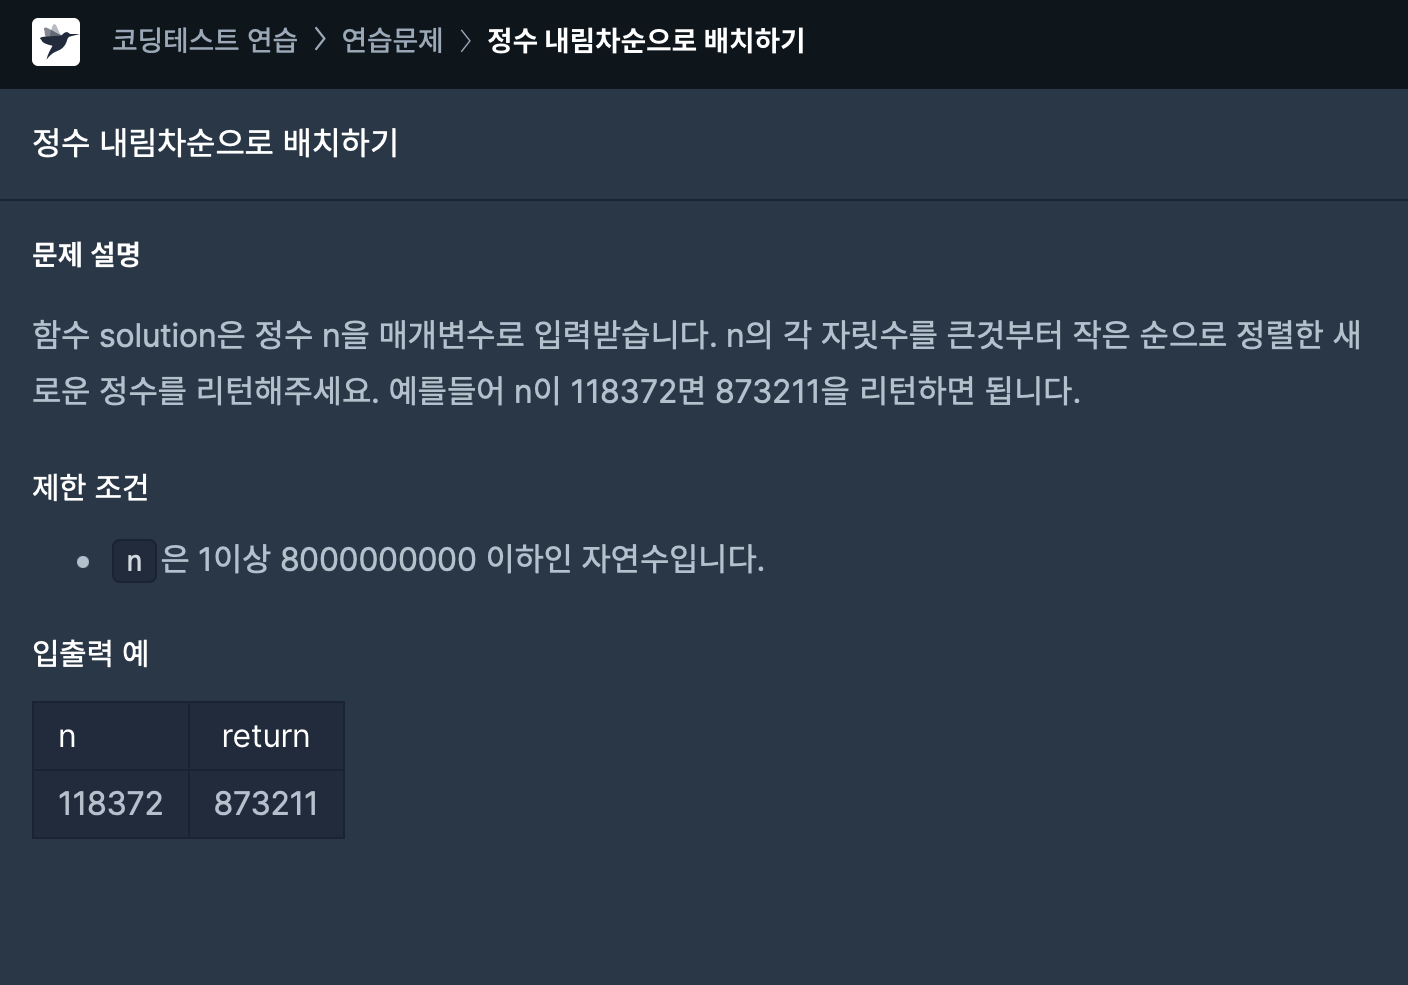 코딩테스트 연습 > 연습문제 > 정수 내림차순으로 배치하기
정수 내림차순으로 배치하기
문제 설명
함수 solution은 정수 n을 매개변수로 입력받습니다. n의 각 자릿수를 큰것부터 작은 순으로 정렬한 새
로운 정수를 리턴해주세요. 예를들어 n이 118372면 873211을 리턴하면 됩니다.
제한 조건
• n은 1이상 8000000000 이하인 자연수입니다.
입출력 예
n return
118372 873211